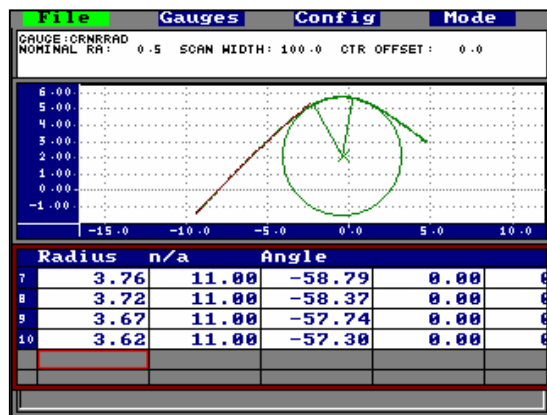 File Gauges Config Mode
GAUGE:CRNRRAD
NOMINAL RA: 0.5 SCAN WIDTH: 100.0 CTR OFFSET: 0.0
6.00
5.00
4.00
3.00
2.00
1.00
0.00
-1.00
-15.0 -10.0 -5.0 0.0 5.0 10.0
Radius n/a Angle
7 3.76 11.00 -58.79 0.00 0
8 3.72 11.00 -58.37 0.00 0
9 3.67 11.00 -57.74 0.00 0
10 3.62 11.00 -57.30 0.00 0